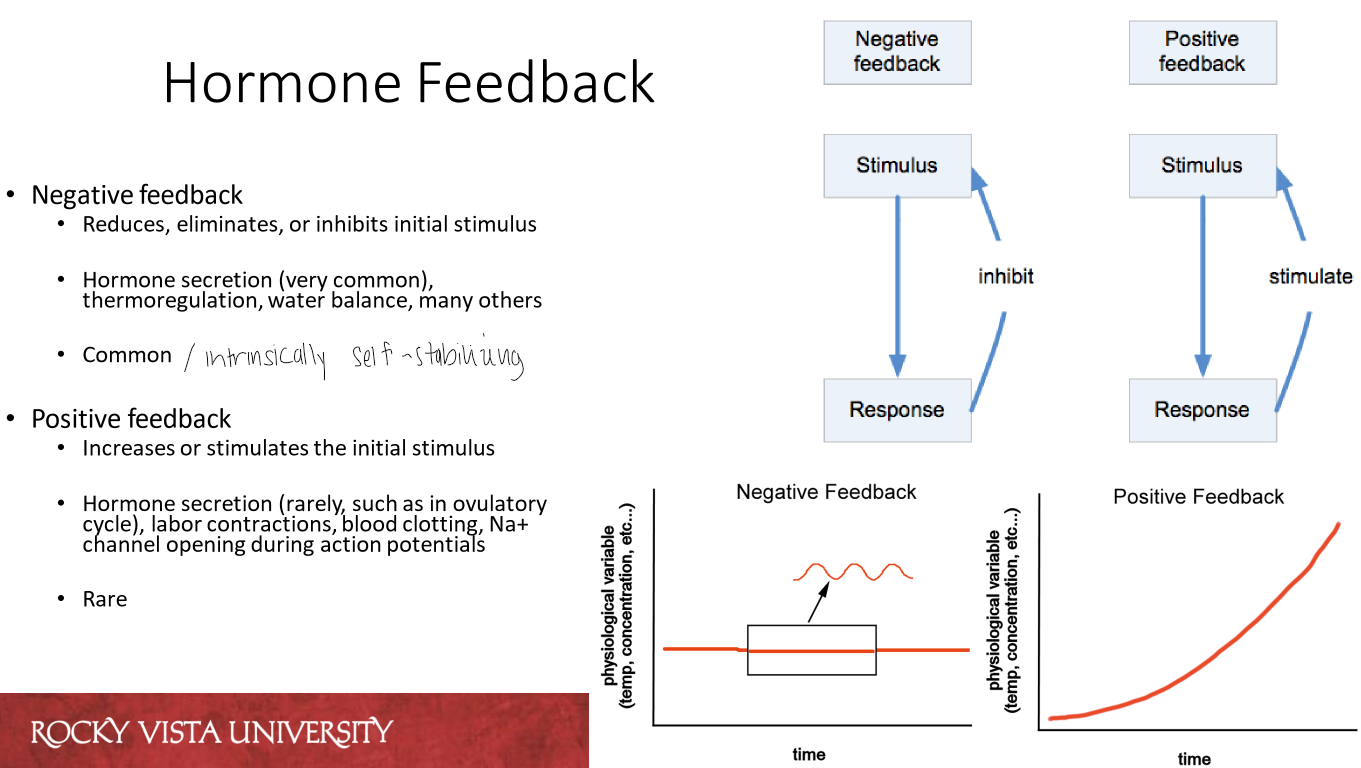 Hormone Feedback
• Negative feedback
• Reduces, eliminates, or inhibits initial stimulus
• Hormone secretion (very common),
thermoregulation, water balance, many others
• Common / intrinsically self-stabilizing
• Positive feedback
• Increases or stimulates the initial stimulus
• Hormone secretion (rarely, such as in ovulatory
cycle), labor contractions, blood clotting, Na+
channel opening during action potentials
• Rare
ROCKY VISTA UNIVERSITY
Negative
feedback
Stimulus
inhibit
Response
Positive
feedback
Stimulus
stimulate
Response
Negative Feedback
physiological variable
(temp, concentration, etc...)
time
Positive Feedback
physiological variable
(temp, concentration, etc...)
time